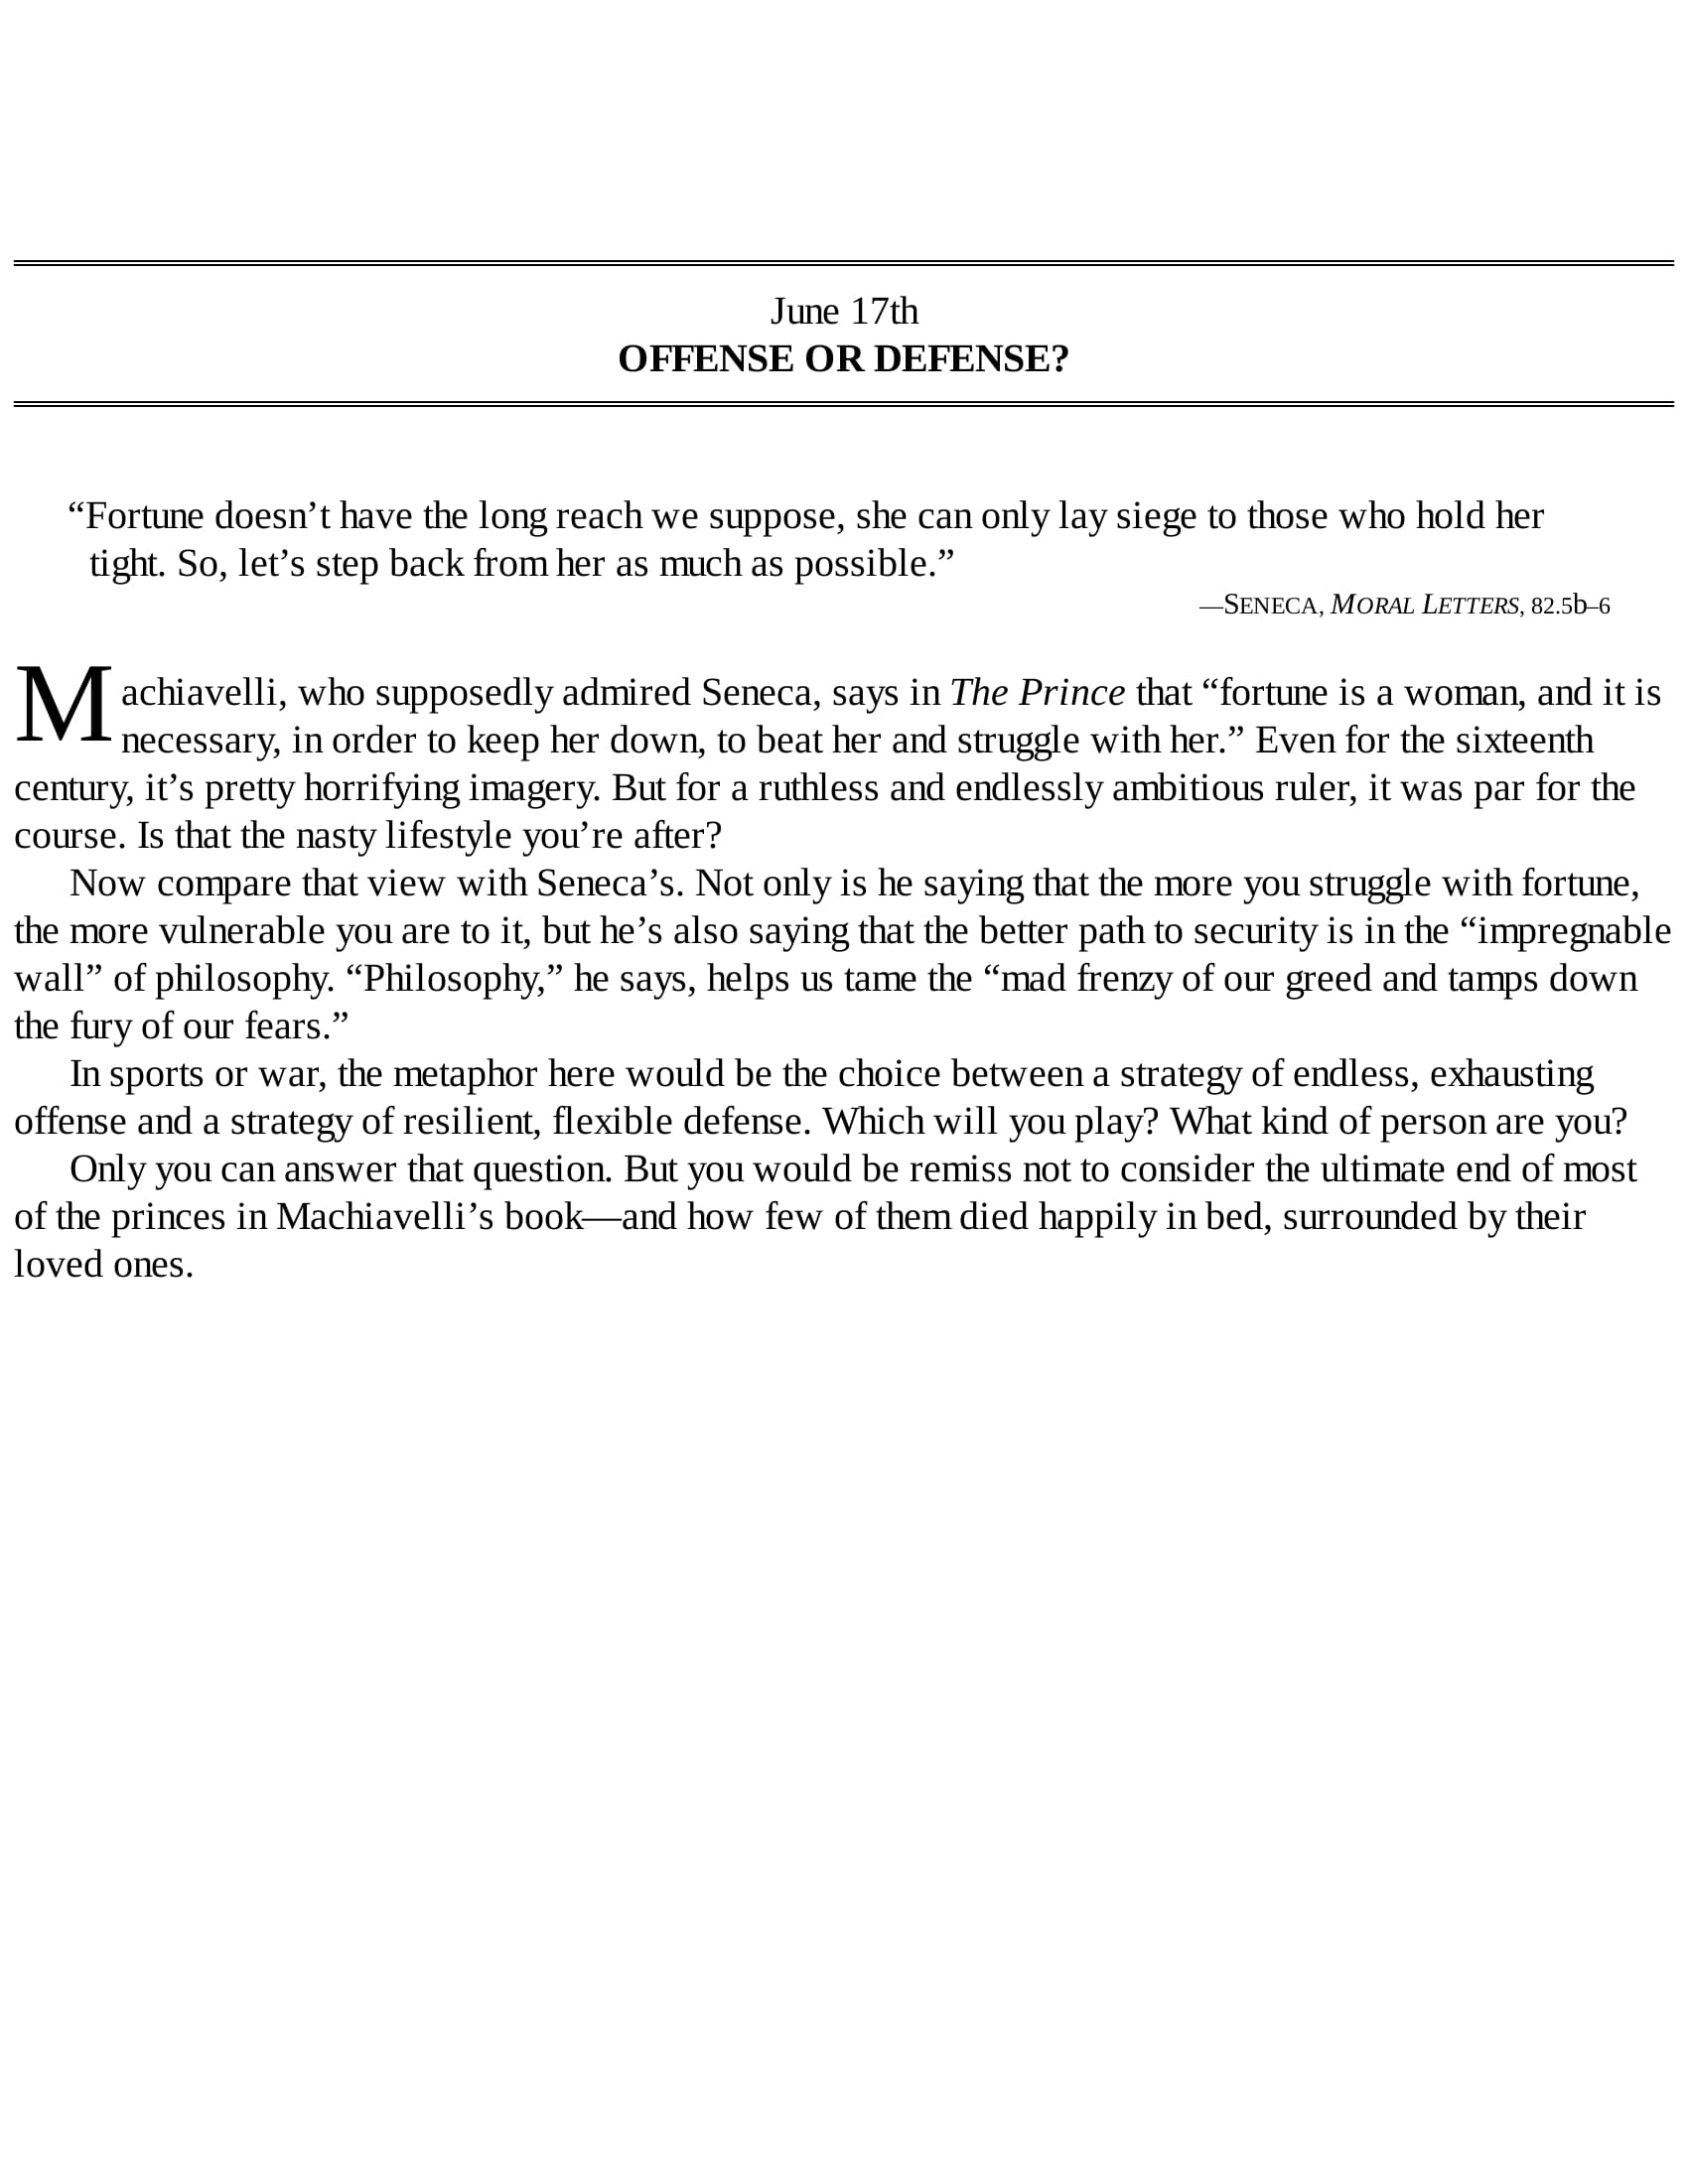 June 17th
OFFENSE OR DEFENSE?
“Fortune doesn’t have the long reach we suppose, she can only lay siege to those who hold her
tight. So, let’s step back from her as much as possible.”
—SENECA, MORAL LETTERS, 82.5b–6
Machiavelli, who supposedly admired Seneca, says in The Prince that “fortune is a woman, and it is
necessary, in order to keep her down, to beat her and struggle with her.” Even for the sixteenth
century, it’s pretty horrifying imagery. But for a ruthless and endlessly ambitious ruler, it was par for the
course. Is that the nasty lifestyle you’re after?
Now compare that view with Seneca’s. Not only is he saying that the more you struggle with fortune,
the more vulnerable you are to it, but he’s also saying that the better path to security is in the “impregnable
wall” of philosophy. “Philosophy,” he says, helps us tame the “mad frenzy of our greed and tamps down
the fury of our fears.”
In sports or war, the metaphor here would be the choice between a strategy of endless, exhausting
offense and a strategy of resilient, flexible defense. Which will you play? What kind of person are you?
Only you can answer that question. But you would be remiss not to consider the ultimate end of most
of the princes in Machiavelli’s book—and how few of them died happily in bed, surrounded by their
loved ones.